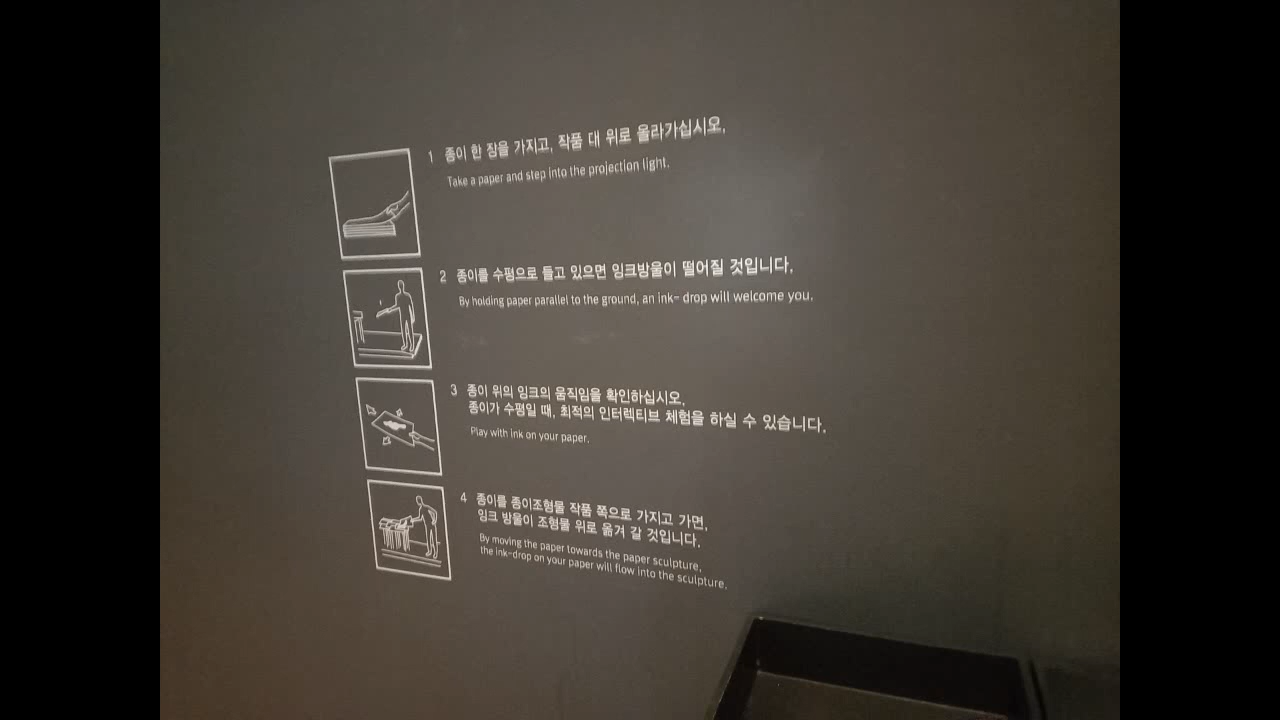 1 종이 한 장을 가지고, 작품 대 위로 올라가십시오.
Take a paper and step into the projection light.
2 종이를 수평으로 들고 있으면 잉크방울이 떨어질 것입니다.
By holding paper parallel to the ground, an ink- drop will welcome you.
3 종이 위의 잉크의 움직임을 확인하십시오.
종이가 수평일 때, 최적의 인터렉티브 체험을 하실 수 있습니다.
Play with ink on your paper.
4 종이를 종이조형물 작품 쪽으로 가지고 가면,
잉크 방울이 조형물 위로 옮겨 갈 것입니다.
By moving the paper towards the paper sculpture,
the ink-drop on your paper will flow into the sculpture.